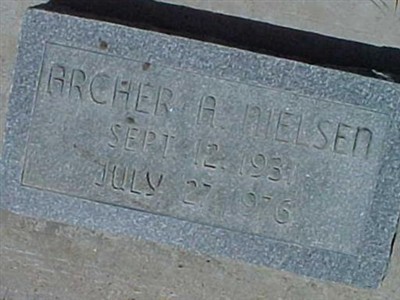 ARCHER A. NIELSEN
SEPT. 12, 1931
JULY 27, 1976